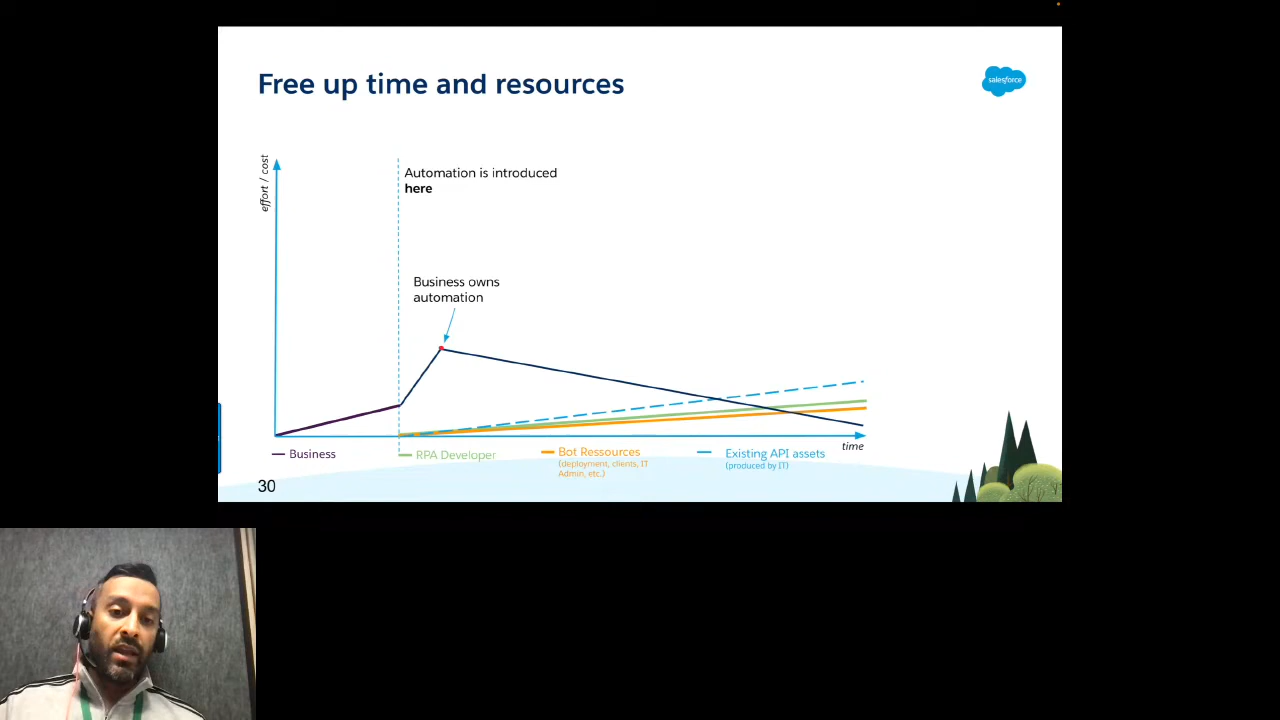 Free up time and resources
salesforce
effort / cost
Automation is introduced
here
Business owns
automation
time
Business
RPA Developer
Bot Ressources
(deployment, clients, IT
Admin, etc.)
Existing API assets
(produced by IT)
30